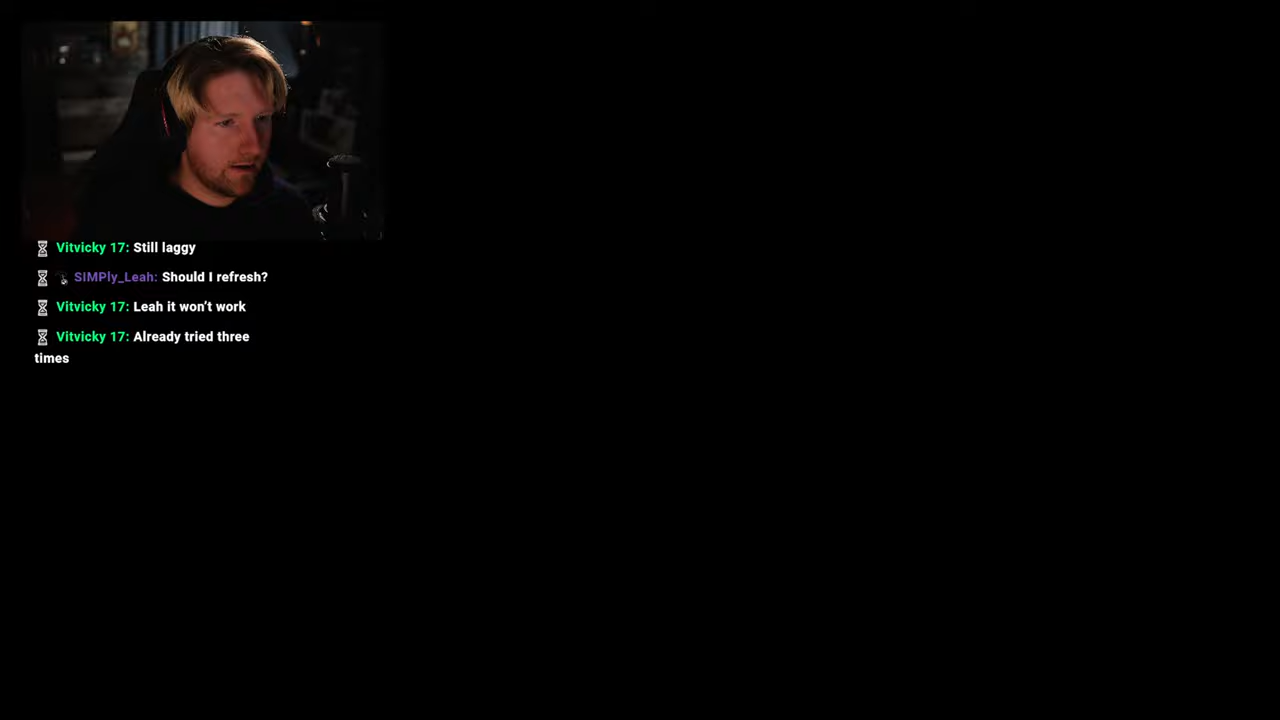 Vitvicky 17: Still laggy
SIMPly_Leah: Should I refresh?
Vitvicky 17: Leah it won’t work
Vitvicky 17: Already tried three
times